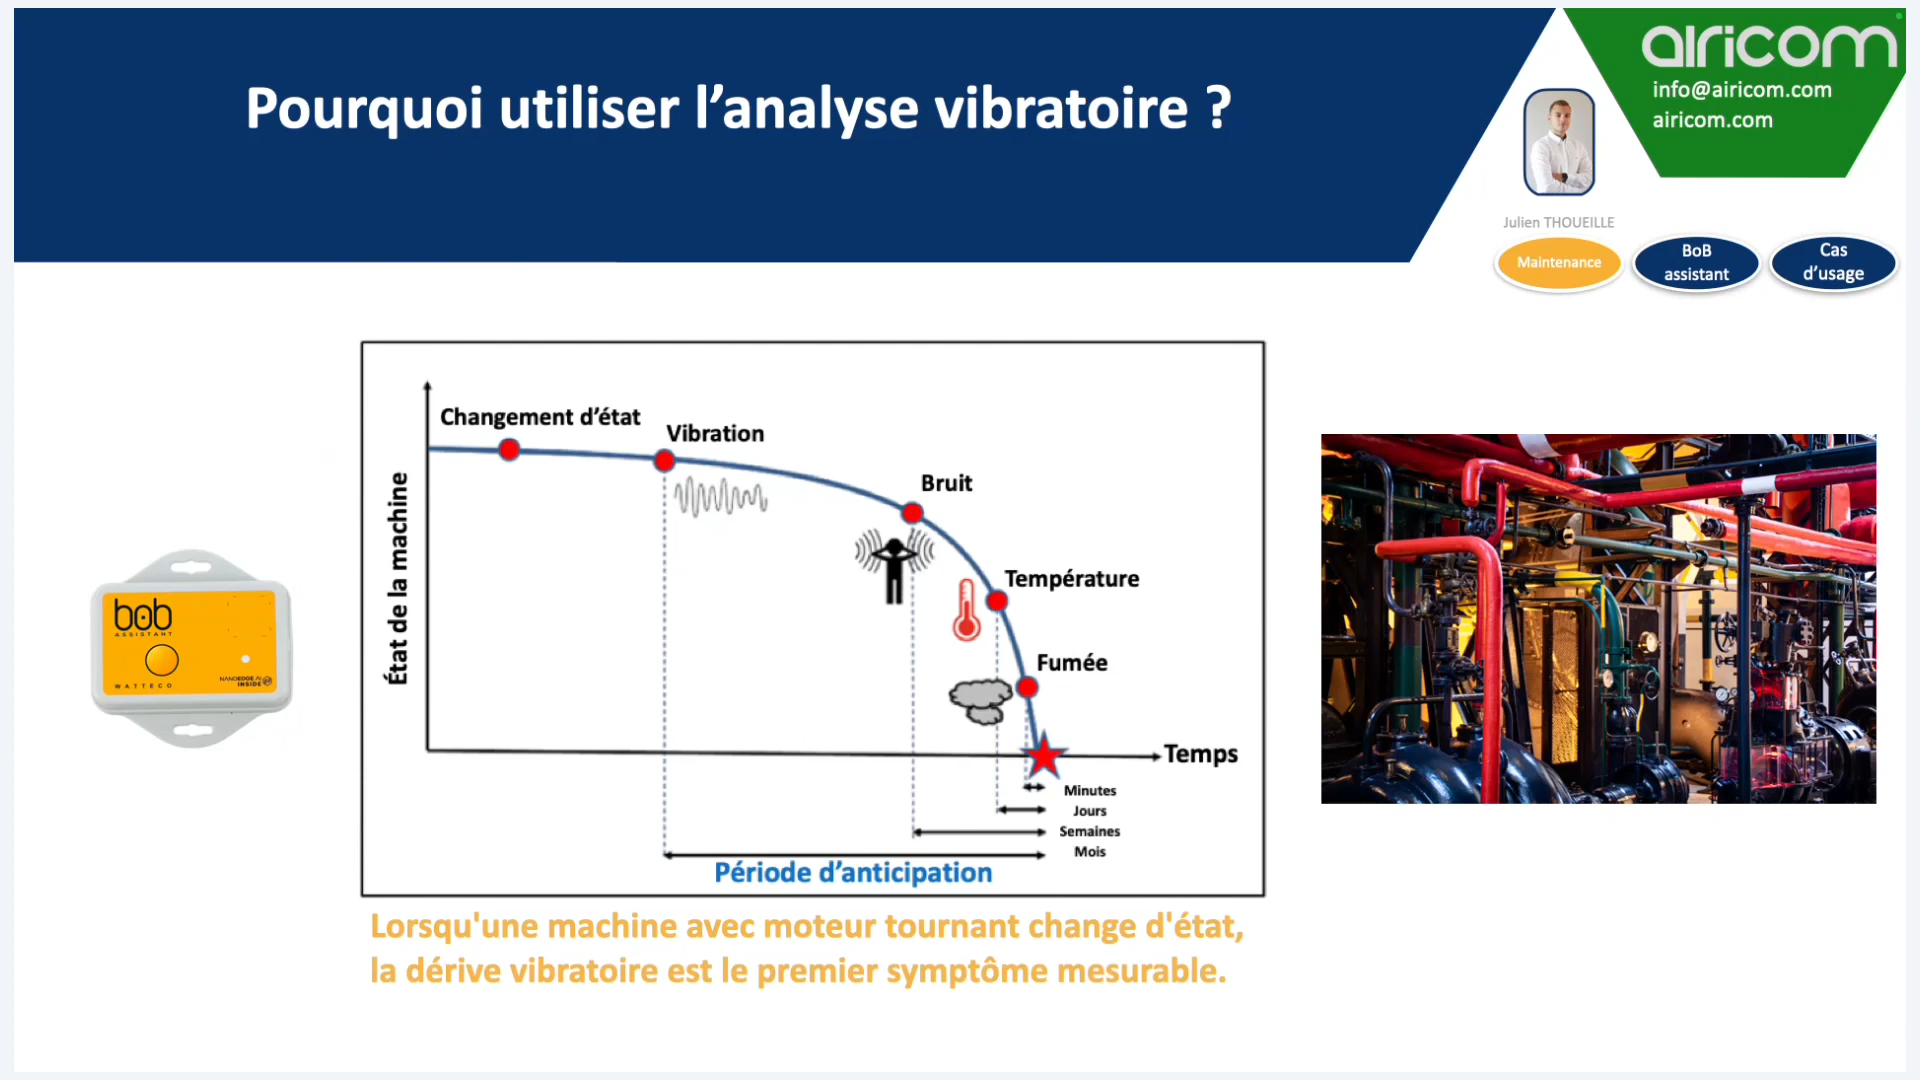 Pourquoi utiliser l’analyse vibratoire ?
airicom
info@airicom.com
airicom.com
Julien THOUEILLE
Maintenance
BoB
assistant
Cas
d’usage
Changement d’état
Vibration
Bruit
Température
Fumée
État de la machine
Temps
Minutes
Jours
Semaines
Mois
Période d’anticipation
bob
ASSISTANT
WATTECO
NANOEDGE AI
INSIDE
Lorsqu'une machine avec moteur tournant change d'état,
la dérive vibratoire est le premier symptôme mesurable.